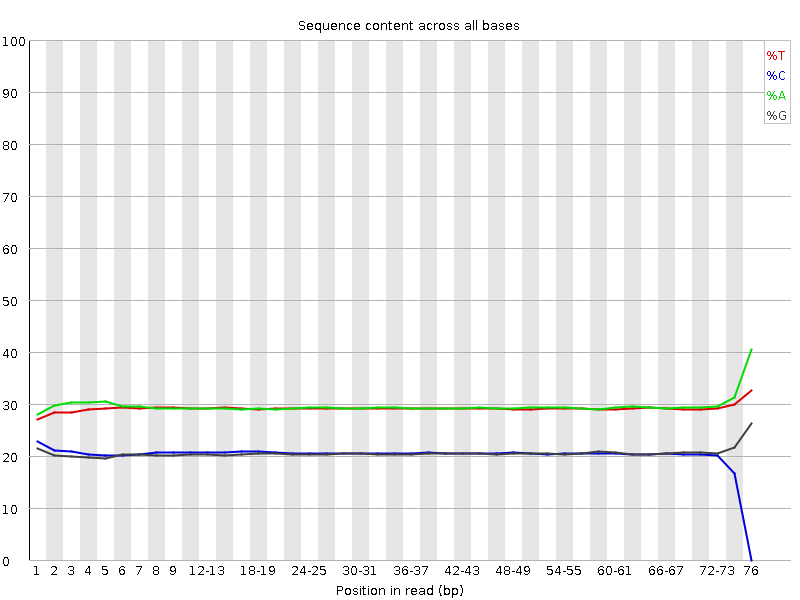 Sequence content across all bases
100
90
80
70
60
50
40
30
20
10
0
%T
%C
%A
%G
1 2 3 4 5 6 7 8 9 12-13 18-19 24-25 30-31 36-37 42-43 48-49 54-55 60-61 66-67 72-73 76
Position in read (bp)